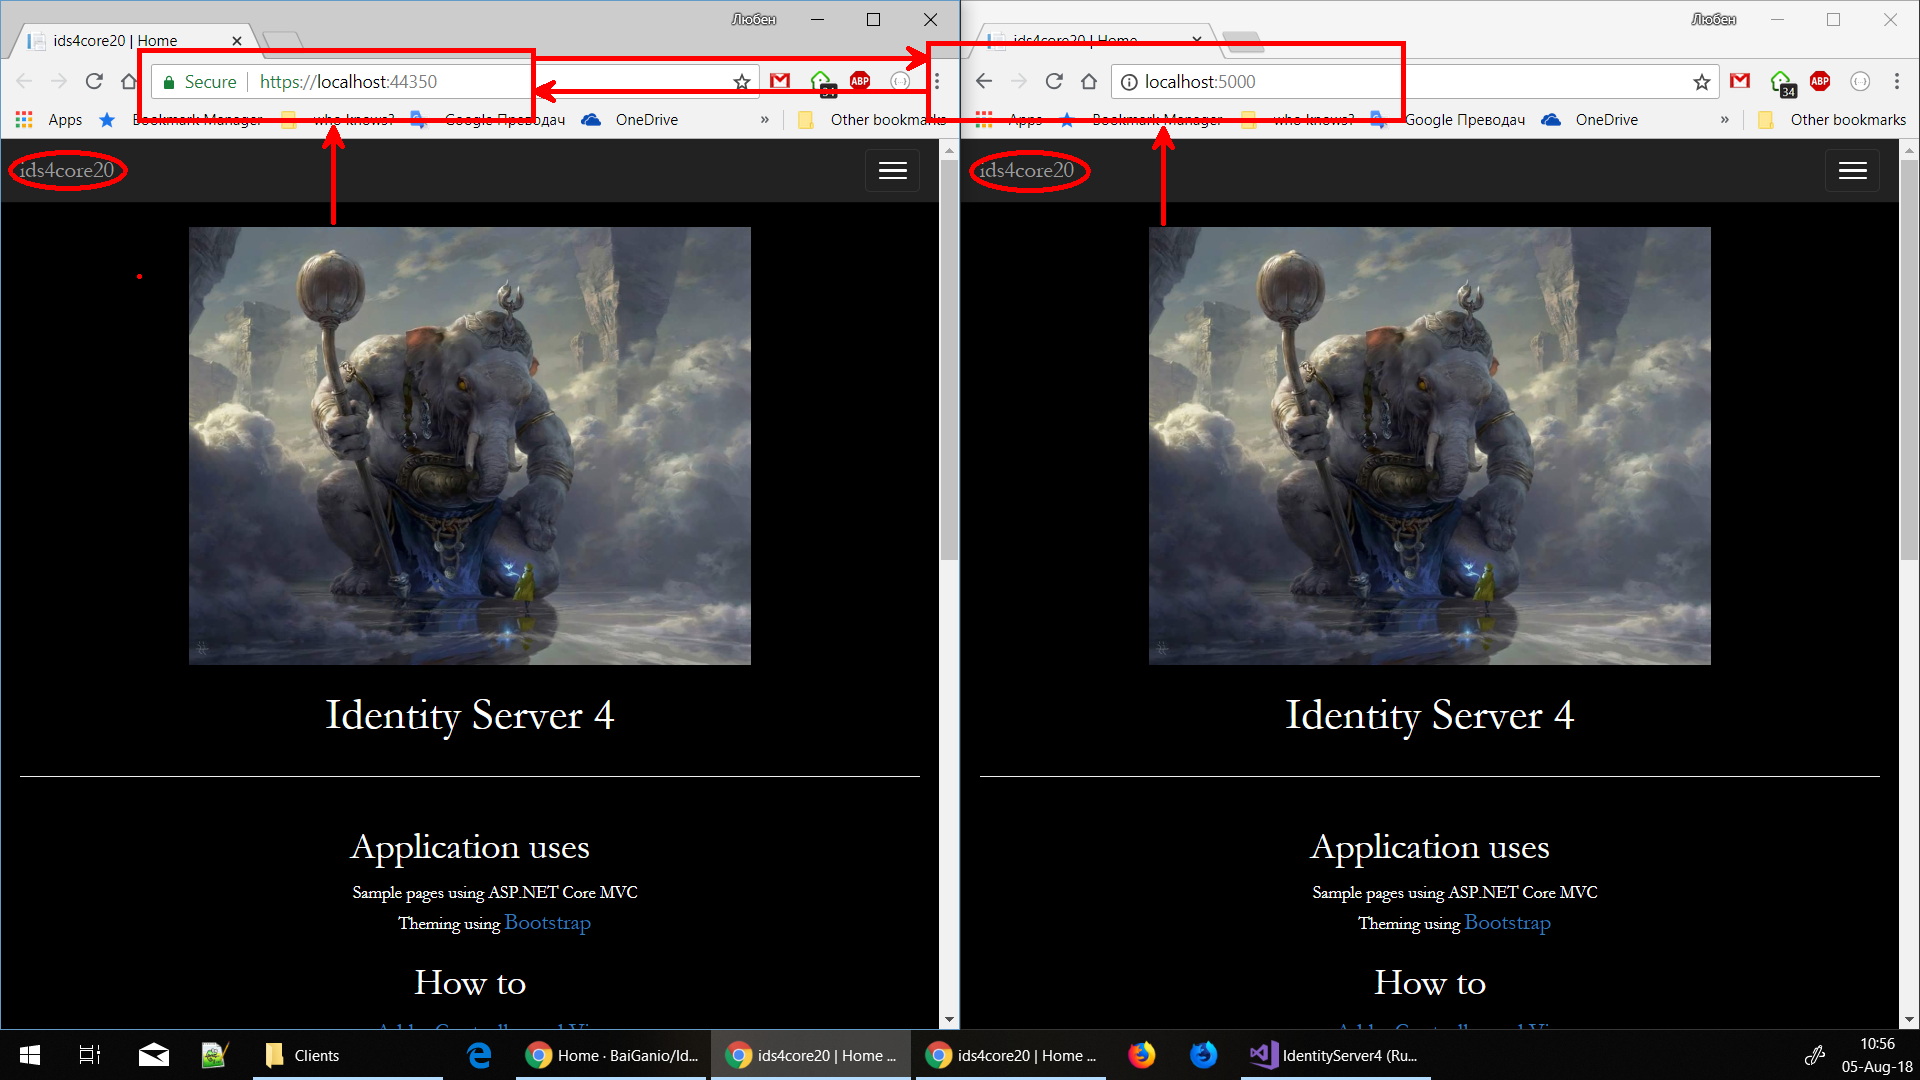 Любен
ids4core20 | Home
Secure
https://localhost:44350
ABP
Apps
Bookmark Manager
who knows?
Google Преводач
OneDrive
»
Other bookmarks
ids4core20
Identity Server 4
Application uses
Sample pages using ASP.NET Core MVC
Theming using Bootstrap
How to
Любен
ids4core20 | Home
localhost:5000
34
ABP
Apps
Bookmark Manager
who knows?
Google Преводач
OneDrive
»
Other bookmarks
ids4core20
Identity Server 4
Application uses
Sample pages using ASP.NET Core MVC
Theming using Bootstrap
How to
Clients
Home · BaiGanio/Id...
ids4core20 | Home ...
ids4core20 | Home ...
IdentityServer4 (Ru...
10:56
05-Aug-18